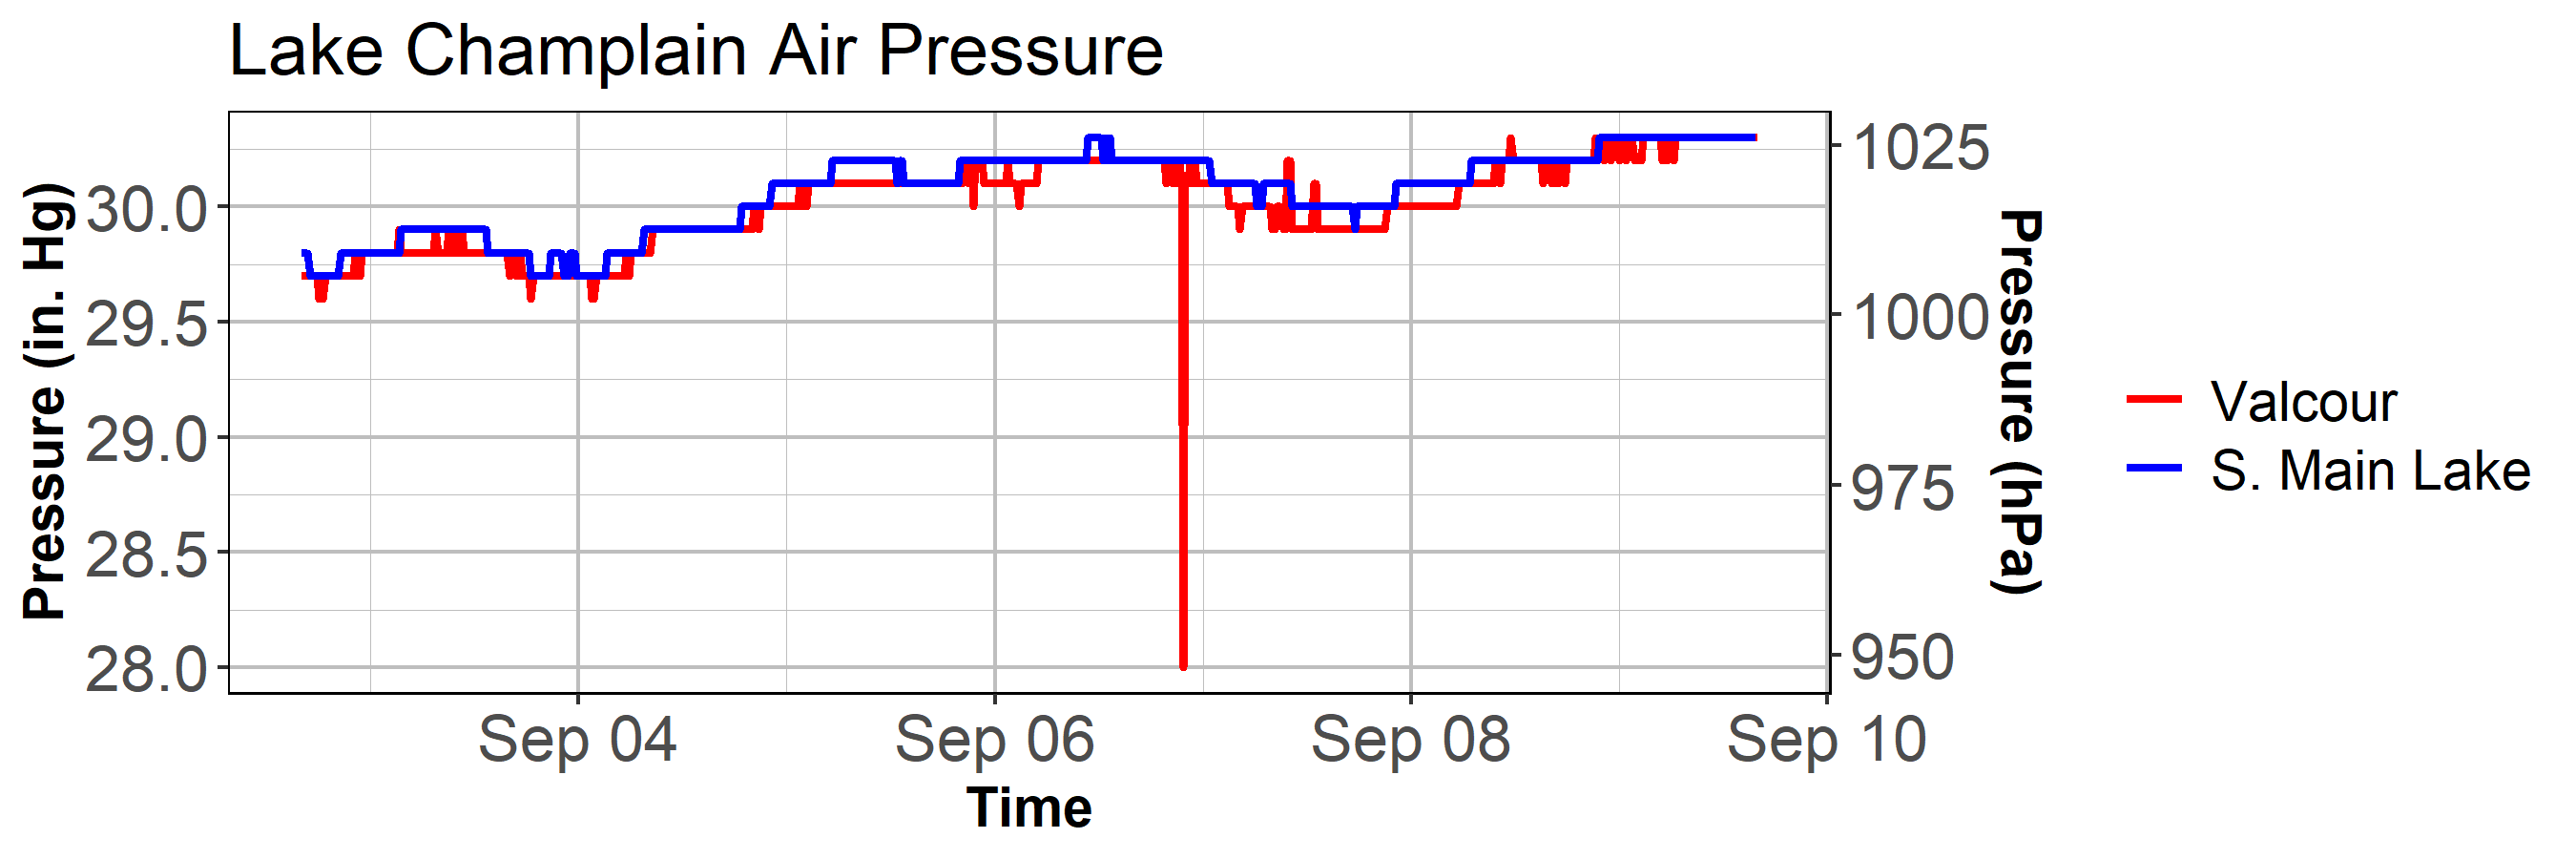 Lake Champlain Air Pressure
Pressure (in. Hg)
30.0
29.5
29.0
28.5
28.0
1025
1000
975
950
Pressure (hPa)
Sep 04
Sep 06
Sep 08
Sep 10
Time
Valcour
S. Main Lake